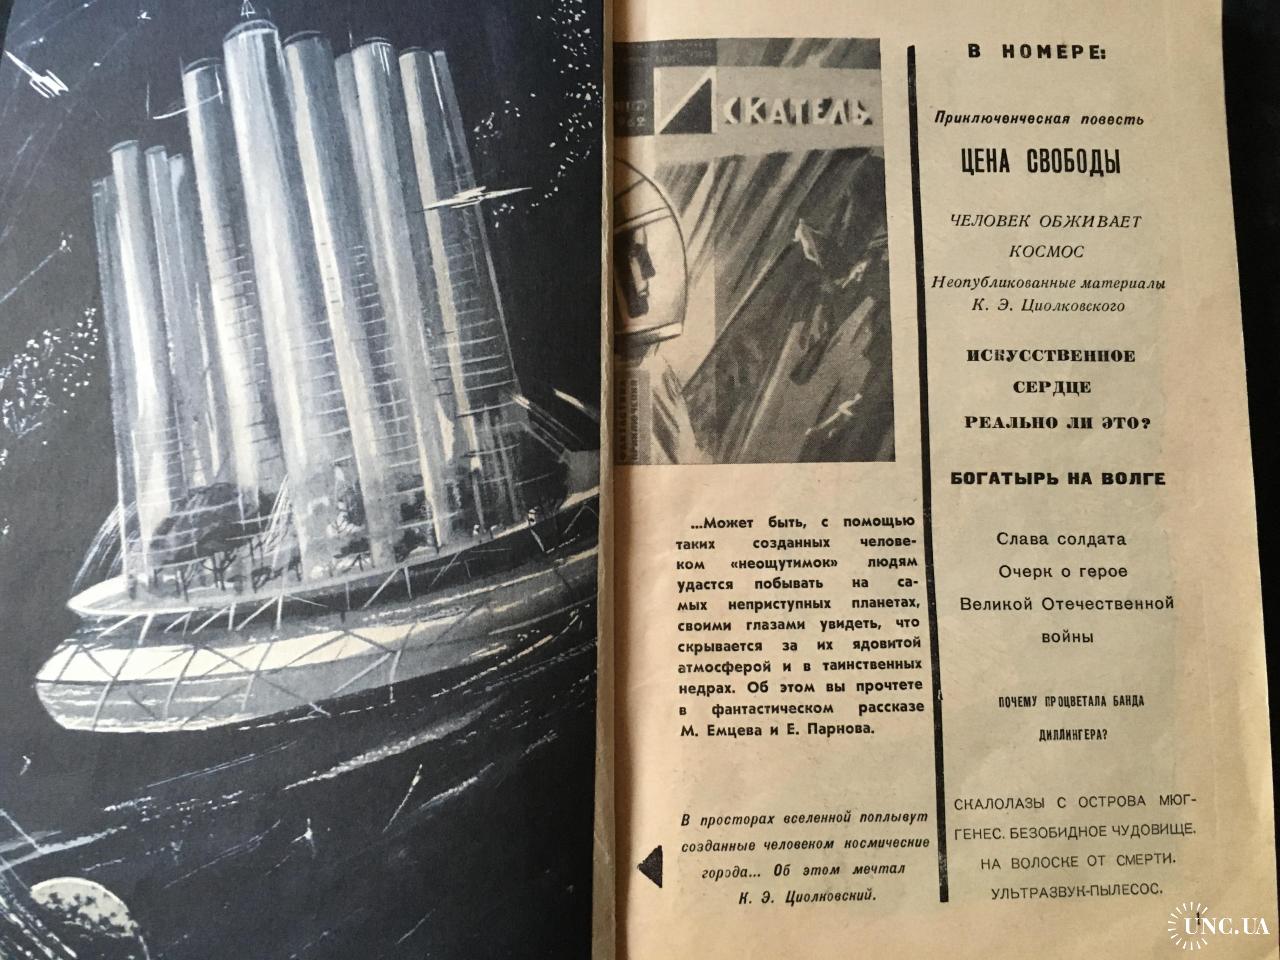 СКАТЕЛЬ
ФАНТАСТИКА
ПРИКЛЮЧЕНИЯ
...Может быть, с помощью
таких созданных челове-
ком «неощутимок» людям
удастся побывать на са-
мых неприступных планетах,
своими глазами увидеть, что
скрывается за их ядовитой
атмосферой и в таинственных
недрах. Об этом вы прочтете
в фантастическом рассказе
М. Емцева и Е. Парнова.
В просторах вселенной поплывут
созданные человеком космические
города... Об этом мечтал
К. Э. Циолковский.
В НОМЕРЕ:
Приключенческая повесть
ЦЕНА СВОБОДЫ
ЧЕЛОВЕК ОБЖИВАЕТ
КОСМОС
Неопубликованные материалы
К. Э. Циолковского
ИСКУССТВЕННОЕ
СЕРДЦЕ
РЕАЛЬНО ЛИ ЭТО?
БОГАТЫРЬ НА ВОЛГЕ
Слава солдата
Очерк о герое
Великой Отечественной
войны
ПОЧЕМУ ПРОЦВЕТАЛА БАНДА
ДИЛЛИНГЕРА?
СКАЛОЛАЗЫ С ОСТРОВА МЮГ-
ГЕНЕС. БЕЗОБИДНОЕ ЧУДОВИЩЕ.
НА ВОЛОСКЕ ОТ СМЕРТИ.
УЛЬТРАЗВУК-ПЫЛЕСОС.
1
UNC.UA